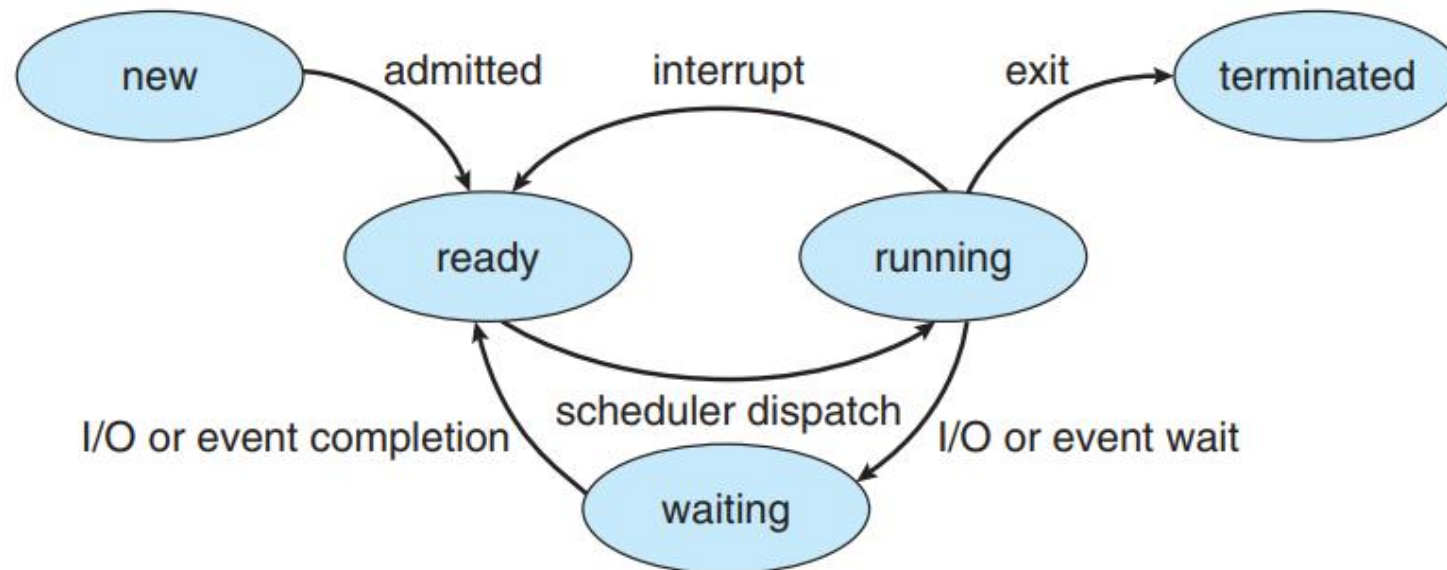 new
admitted
interrupt
exit
terminated
ready
running
I/O or event completion
scheduler dispatch
I/O or event wait
waiting